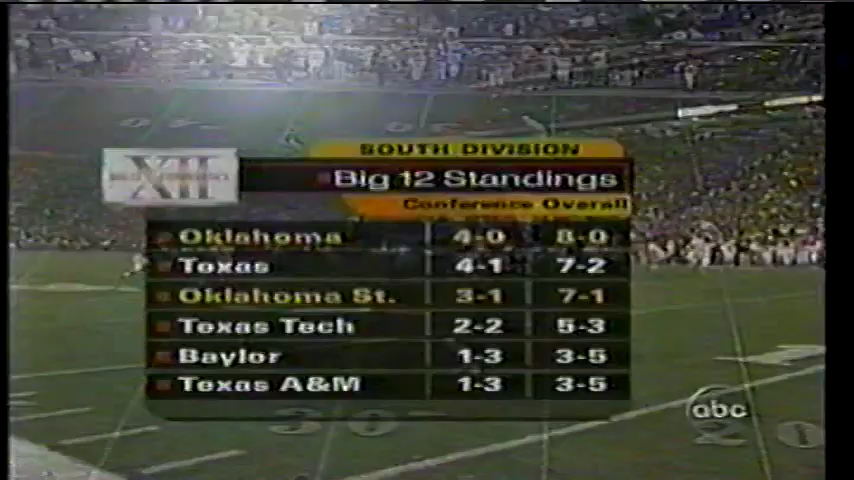 SOUTH DIVISION
XII
Big 12 Standings
Conference Overall
Oklahoma 4-0 8-0
Texas 4-1 7-2
Oklahoma St. 3-1 7-1
Texas Tech 2-2 5-3
Baylor 1-3 3-5
Texas A&M 1-3 3-5
abc
30
20